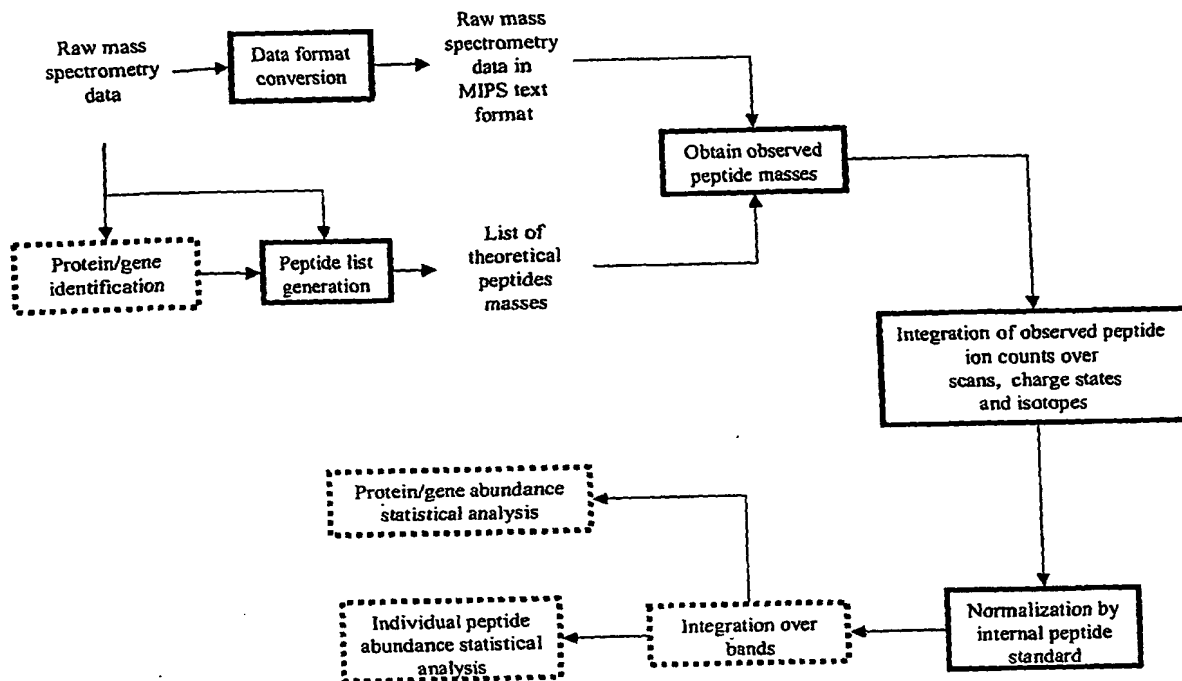 Raw mass
spectrometry
data
Data format
conversion
Raw mass
spectrometry
data in
MIPS text
format
Obtain observed
peptide masses
Protein/gene
identification
Peptide list
generation
List of
theoretical
peptides
masses
Integration of observed peptide
ion counts over
scans, charge states
and isotopes
Protein/gene abundance
statistical analysis
Individual peptide
abundance statistical
analysis
Integration over
bands
Normalization by
internal peptide
standard